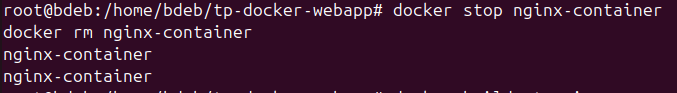 root@bdeb:/home/bdeb/tp-docker-webapp# docker stop nginx-container
docker rm nginx-container
nginx-container
nginx-container